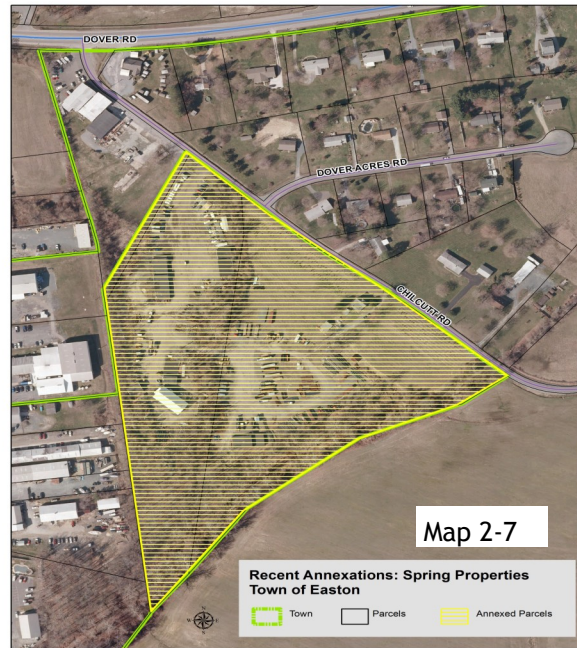 DOVER RD
DOVER ACRES RD
CHILCUTT RD
Map 2-7
Recent Annexations: Spring Properties
Town of Easton
N
W E
S
Town Parcels Annexed Parcels